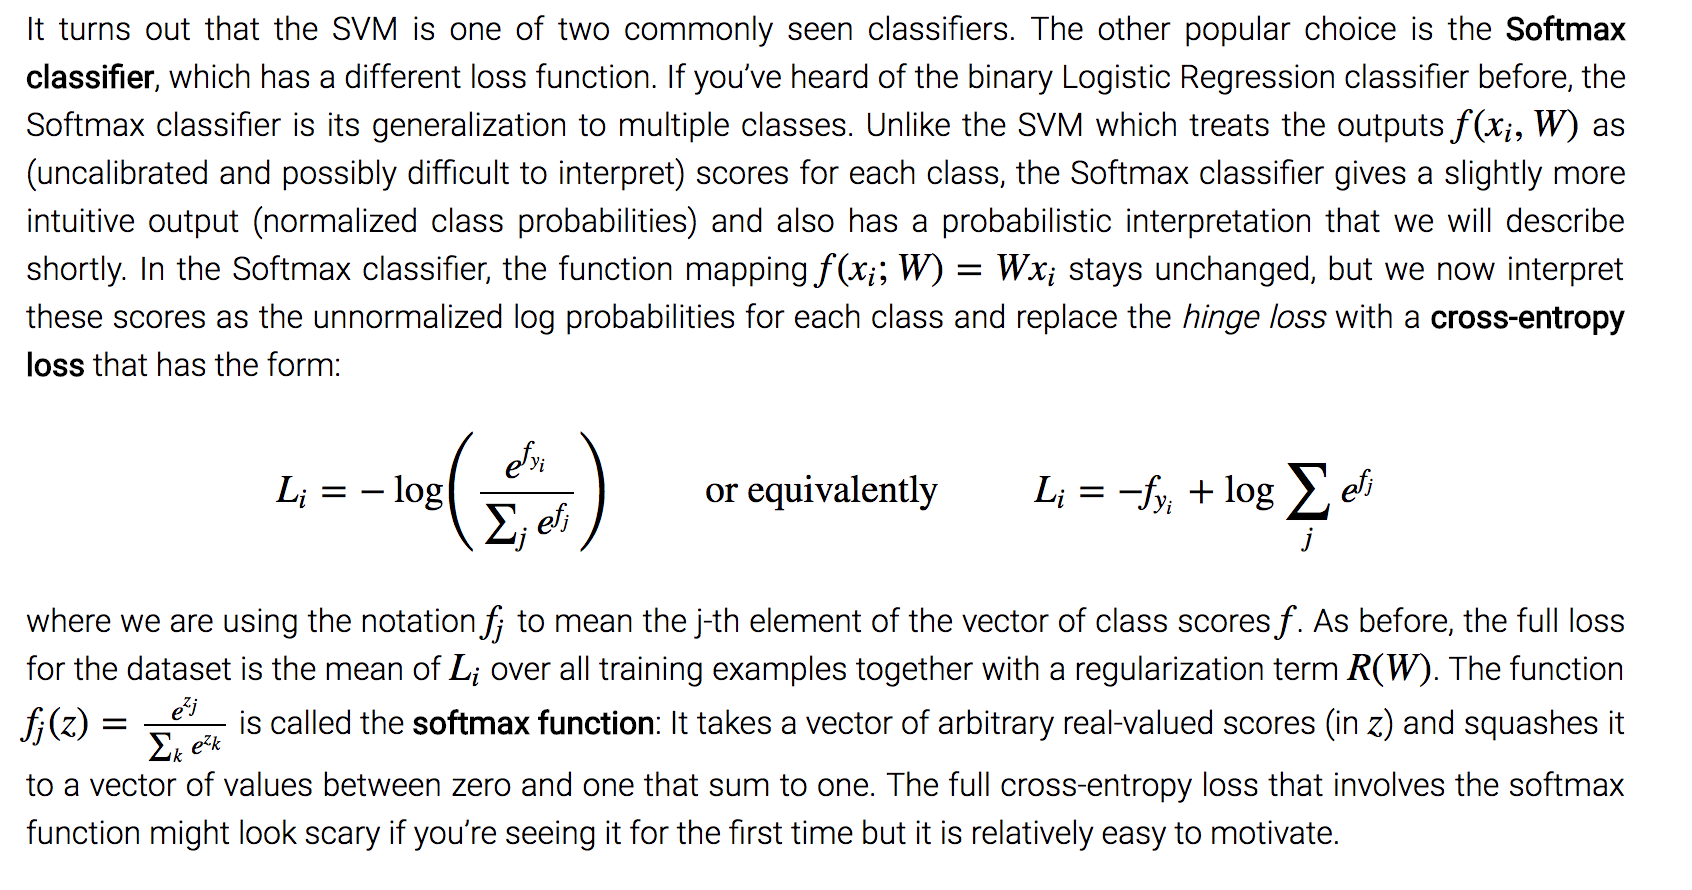 It turns out that the SVM is one of two commonly seen classifiers. The other popular choice is the Softmax
classifier, which has a different loss function. If you’ve heard of the binary Logistic Regression classifier before, the
Softmax classifier is its generalization to multiple classes. Unlike the SVM which treats the outputs f(x_i, W) as
(uncalibrated and possibly difficult to interpret) scores for each class, the Softmax classifier gives a slightly more
intuitive output (normalized class probabilities) and also has a probabilistic interpretation that we will describe
shortly. In the Softmax classifier, the function mapping f(x_i; W) = Wx_i stays unchanged, but we now interpret
these scores as the unnormalized log probabilities for each class and replace the hinge loss with a cross-entropy
loss that has the form:
L_i = − log( e^{f_{y_i}} / ∑_j e^{f_j} ) or equivalently L_i = −f_{y_i} + log ∑_j e^{f_j}
where we are using the notation f_j to mean the j-th element of the vector of class scores f. As before, the full loss
for the dataset is the mean of L_i over all training examples together with a regularization term R(W). The function
f_j(z) = e^{z_j} / ∑_k e^{z_k} is called the softmax function: It takes a vector of arbitrary real-valued scores (in z) and squashes it
to a vector of values between zero and one that sum to one. The full cross-entropy loss that involves the softmax
function might look scary if you’re seeing it for the first time but it is relatively easy to motivate.